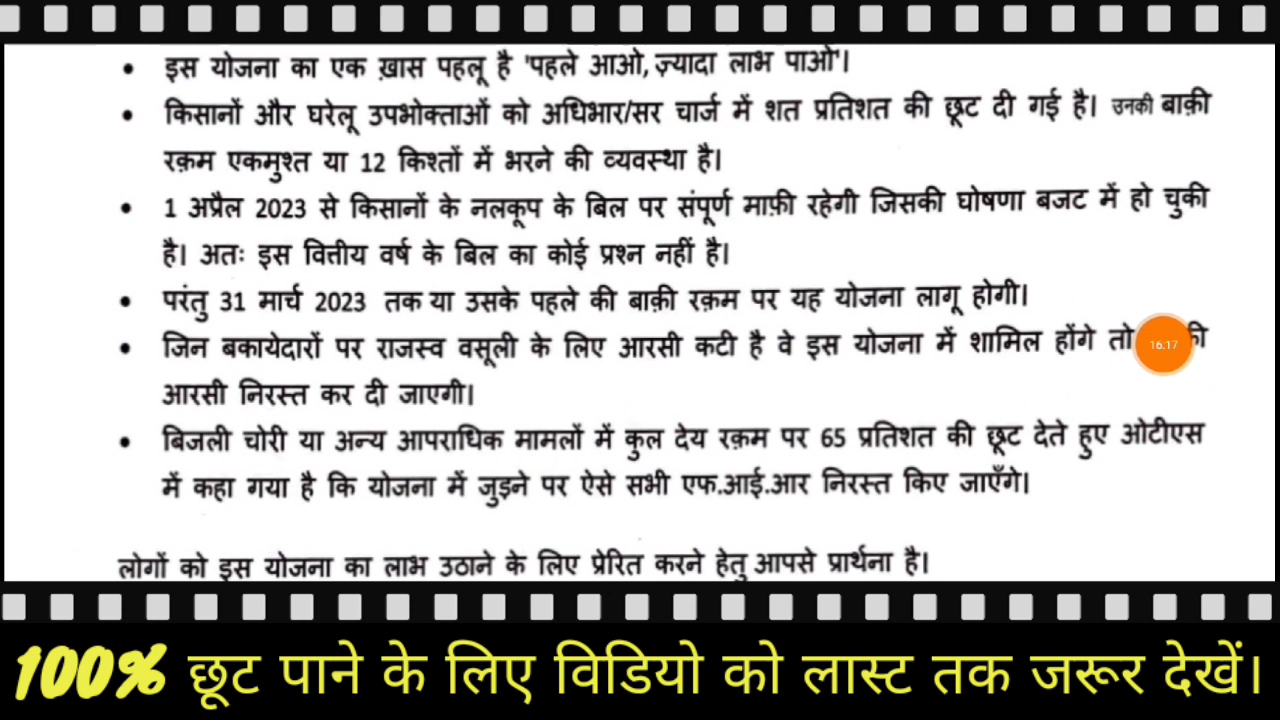 • इस योजना का एक ख़ास पहलू है 'पहले आओ, ज़्यादा लाभ पाओ'।
• किसानों और घरेलू उपभोक्ताओं को अधिभार/सर चार्ज में शत प्रतिशत की छूट दी गई है। उनकी बाक़ी
रक़म एकमुश्त या 12 किश्तों में भरने की व्यवस्था है।
• 1 अप्रैल 2023 से किसानों के नलकूप के बिल पर संपूर्ण माफ़ी रहेगी जिसकी घोषणा बजट में हो चुकी
है। अतः इस वित्तीय वर्ष के बिल का कोई प्रश्न नहीं है।
• परंतु 31 मार्च 2023 तक या उसके पहले की बाक़ी रक़म पर यह योजना लागू होगी।
• जिन बकायेदारों पर राजस्व वसूली के लिए आरसी कटी है वे इस योजना में शामिल होंगे तो
16:17
आरसी निरस्त कर दी जाएगी।
• बिजली चोरी या अन्य आपराधिक मामलों में कुल देय रक़म पर 65 प्रतिशत की छूट देते हुए ओटीएस
में कहा गया है कि योजना में जुड़ने पर ऐसे सभी एफ.आई.आर निरस्त किए जाएँगे।
लोगों को इस योजना का लाभ उठाने के लिए प्रेरित करने हेतु आपसे प्रार्थना है।
100% छूट पाने के लिए विडियो को लास्ट तक जरूर देखें।